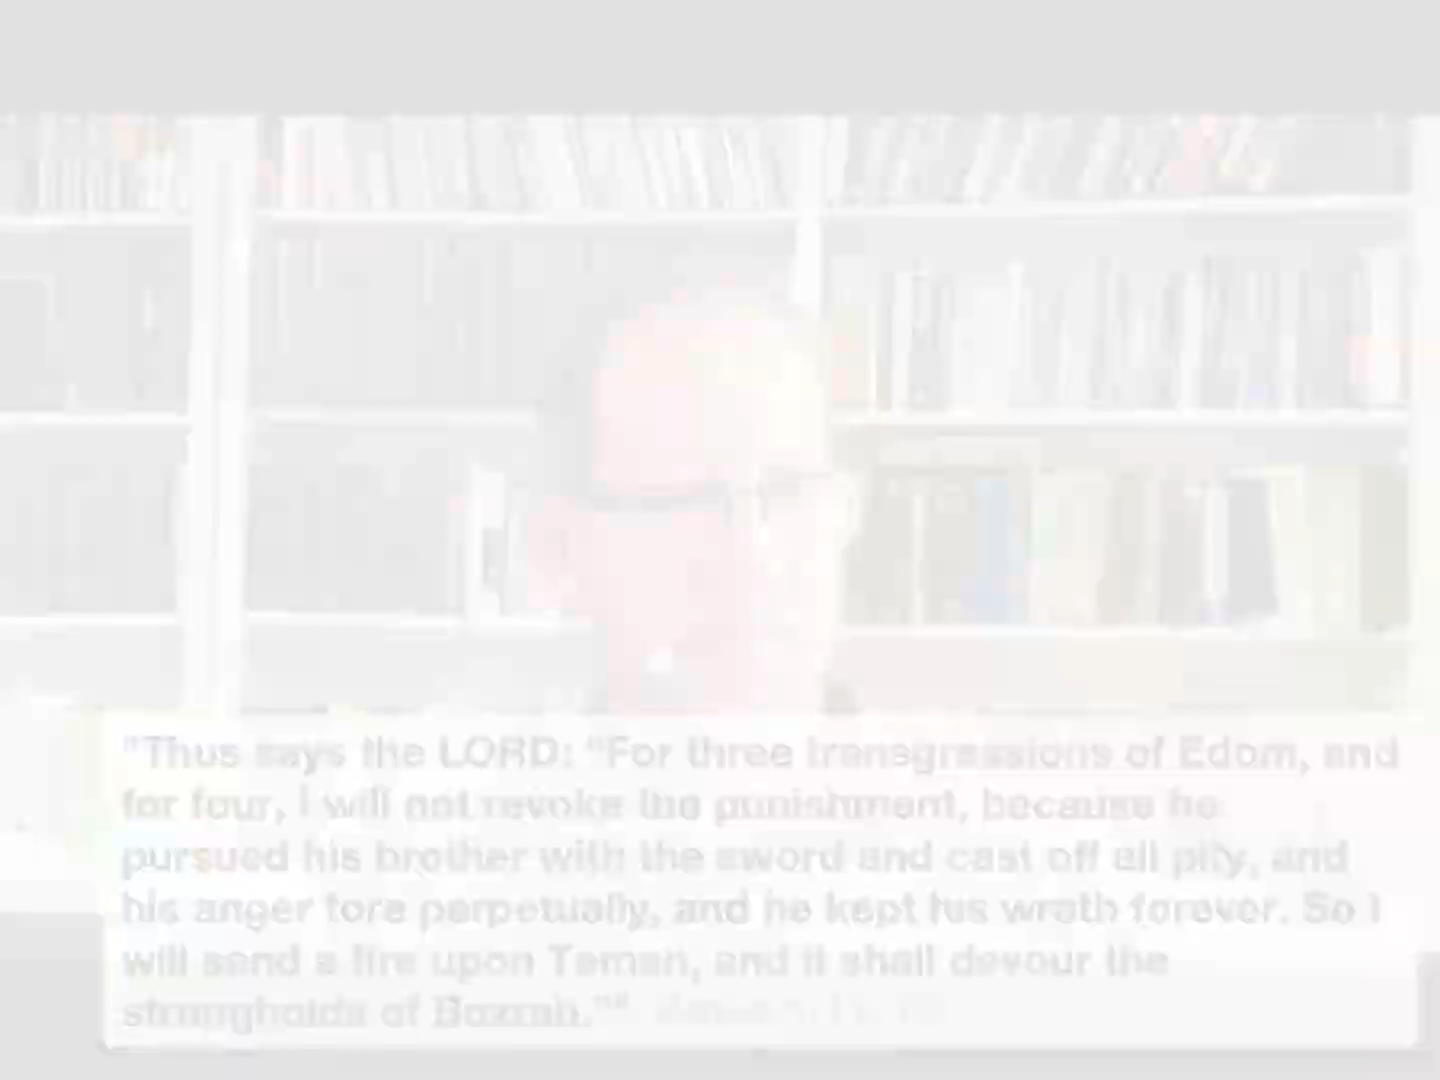 "Thus says the LORD: "For three transgressions of Edom, and
for four, I will not revoke the punishment, because he
pursued his brother with the sword and cast off all pity, and
his anger tore perpetually, and he kept his wrath forever. So I
will send a fire upon Teman, and it shall devour the
strongholds of Bozrah.""